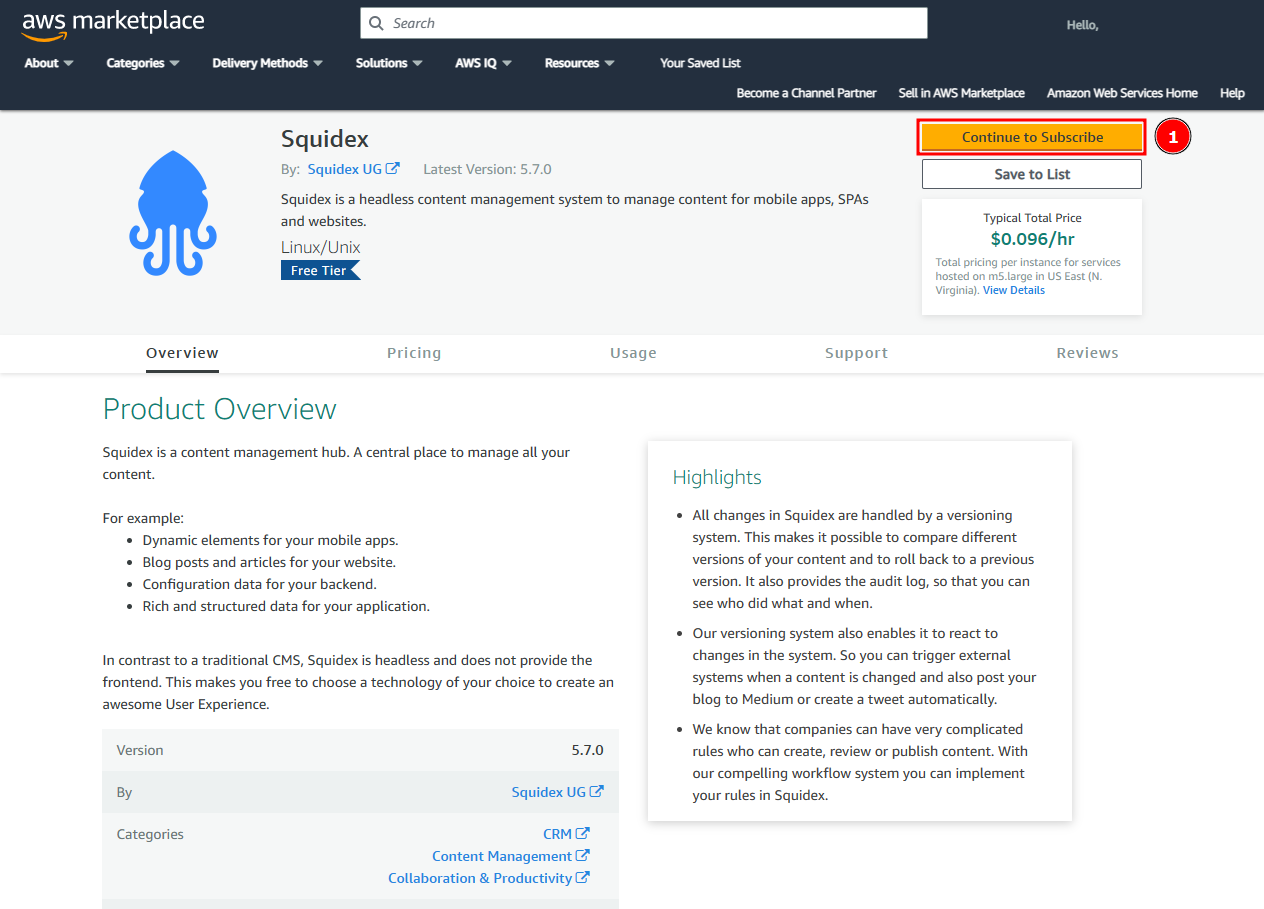 aws marketplace
Search
Hello,
About
Categories
Delivery Methods
Solutions
AWS IQ
Resources
Your Saved List
Become a Channel Partner
Sell in AWS Marketplace
Amazon Web Services Home
Help
Squidex
By: Squidex UG
Latest Version: 5.7.0
Squidex is a headless content management system to manage content for mobile apps, SPAs
and websites.
Linux/Unix
Free Tier
Continue to Subscribe
1
Save to List
Typical Total Price
$0.096/hr
Total pricing per instance for services
hosted on m5.large in US East (N.
Virginia). View Details
Overview
Pricing
Usage
Support
Reviews
Product Overview
Squidex is a content management hub. A central place to manage all your
content.
For example:
• Dynamic elements for your mobile apps.
• Blog posts and articles for your website.
• Configuration data for your backend.
• Rich and structured data for your application.
In contrast to a traditional CMS, Squidex is headless and does not provide the
frontend. This makes you free to choose a technology of your choice to create an
awesome User Experience.
Version
5.7.0
By
Squidex UG
Categories
CRM
Content Management
Collaboration & Productivity
Highlights
• All changes in Squidex are handled by a versioning
system. This makes it possible to compare different
versions of your content and to roll back to a previous
version. It also provides the audit log, so that you can
see who did what and when.
• Our versioning system also enables it to react to
changes in the system. So you can trigger external
systems when a content is changed and also post your
blog to Medium or create a tweet automatically.
• We know that companies can have very complicated
rules who can create, review or publish content. With
our compelling workflow system you can implement
your rules in Squidex.